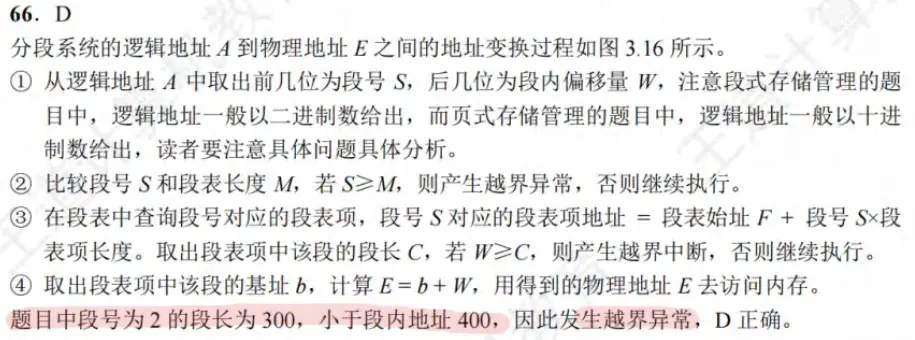 66. D
分段系统的逻辑地址 A 到物理地址 E 之间的地址变换过程如图 3.16 所示。
① 从逻辑地址 A 中取出前几位为段号 S，后几位为段内偏移量 W，注意段式存储管理的题
目中，逻辑地址一般以二进制数给出，而页式存储管理的题目中，逻辑地址一般以十进
制数给出，读者要注意具体问题具体分析。
② 比较段号 S 和段表长度 M，若 S≥M，则产生越界异常，否则继续执行。
③ 在段表中查询段号对应的段表项，段号 S 对应的段表项地址 = 段表始址 F + 段号 S×段
表项长度。取出段表项中该段的段长 C，若 W≥C，则产生越界中断，否则继续执行。
④ 取出段表项中该段的基址 b，计算 E = b + W，用得到的物理地址 E 去访问内存。
题目中段号为 2 的段长为 300，小于段内地址 400，因此发生越界异常，D 正确。